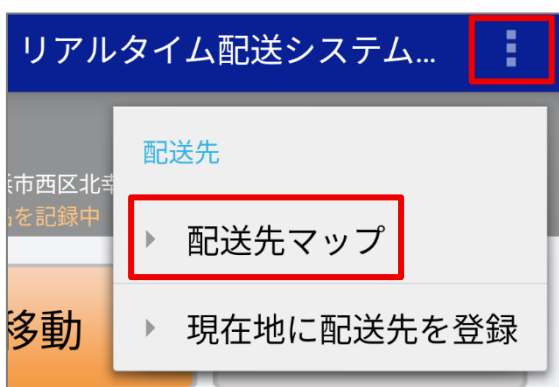 リアルタイム配送システム...
配送先
市西区北幸
を記録中
配送先マップ
移動
現在地に配送先を登録